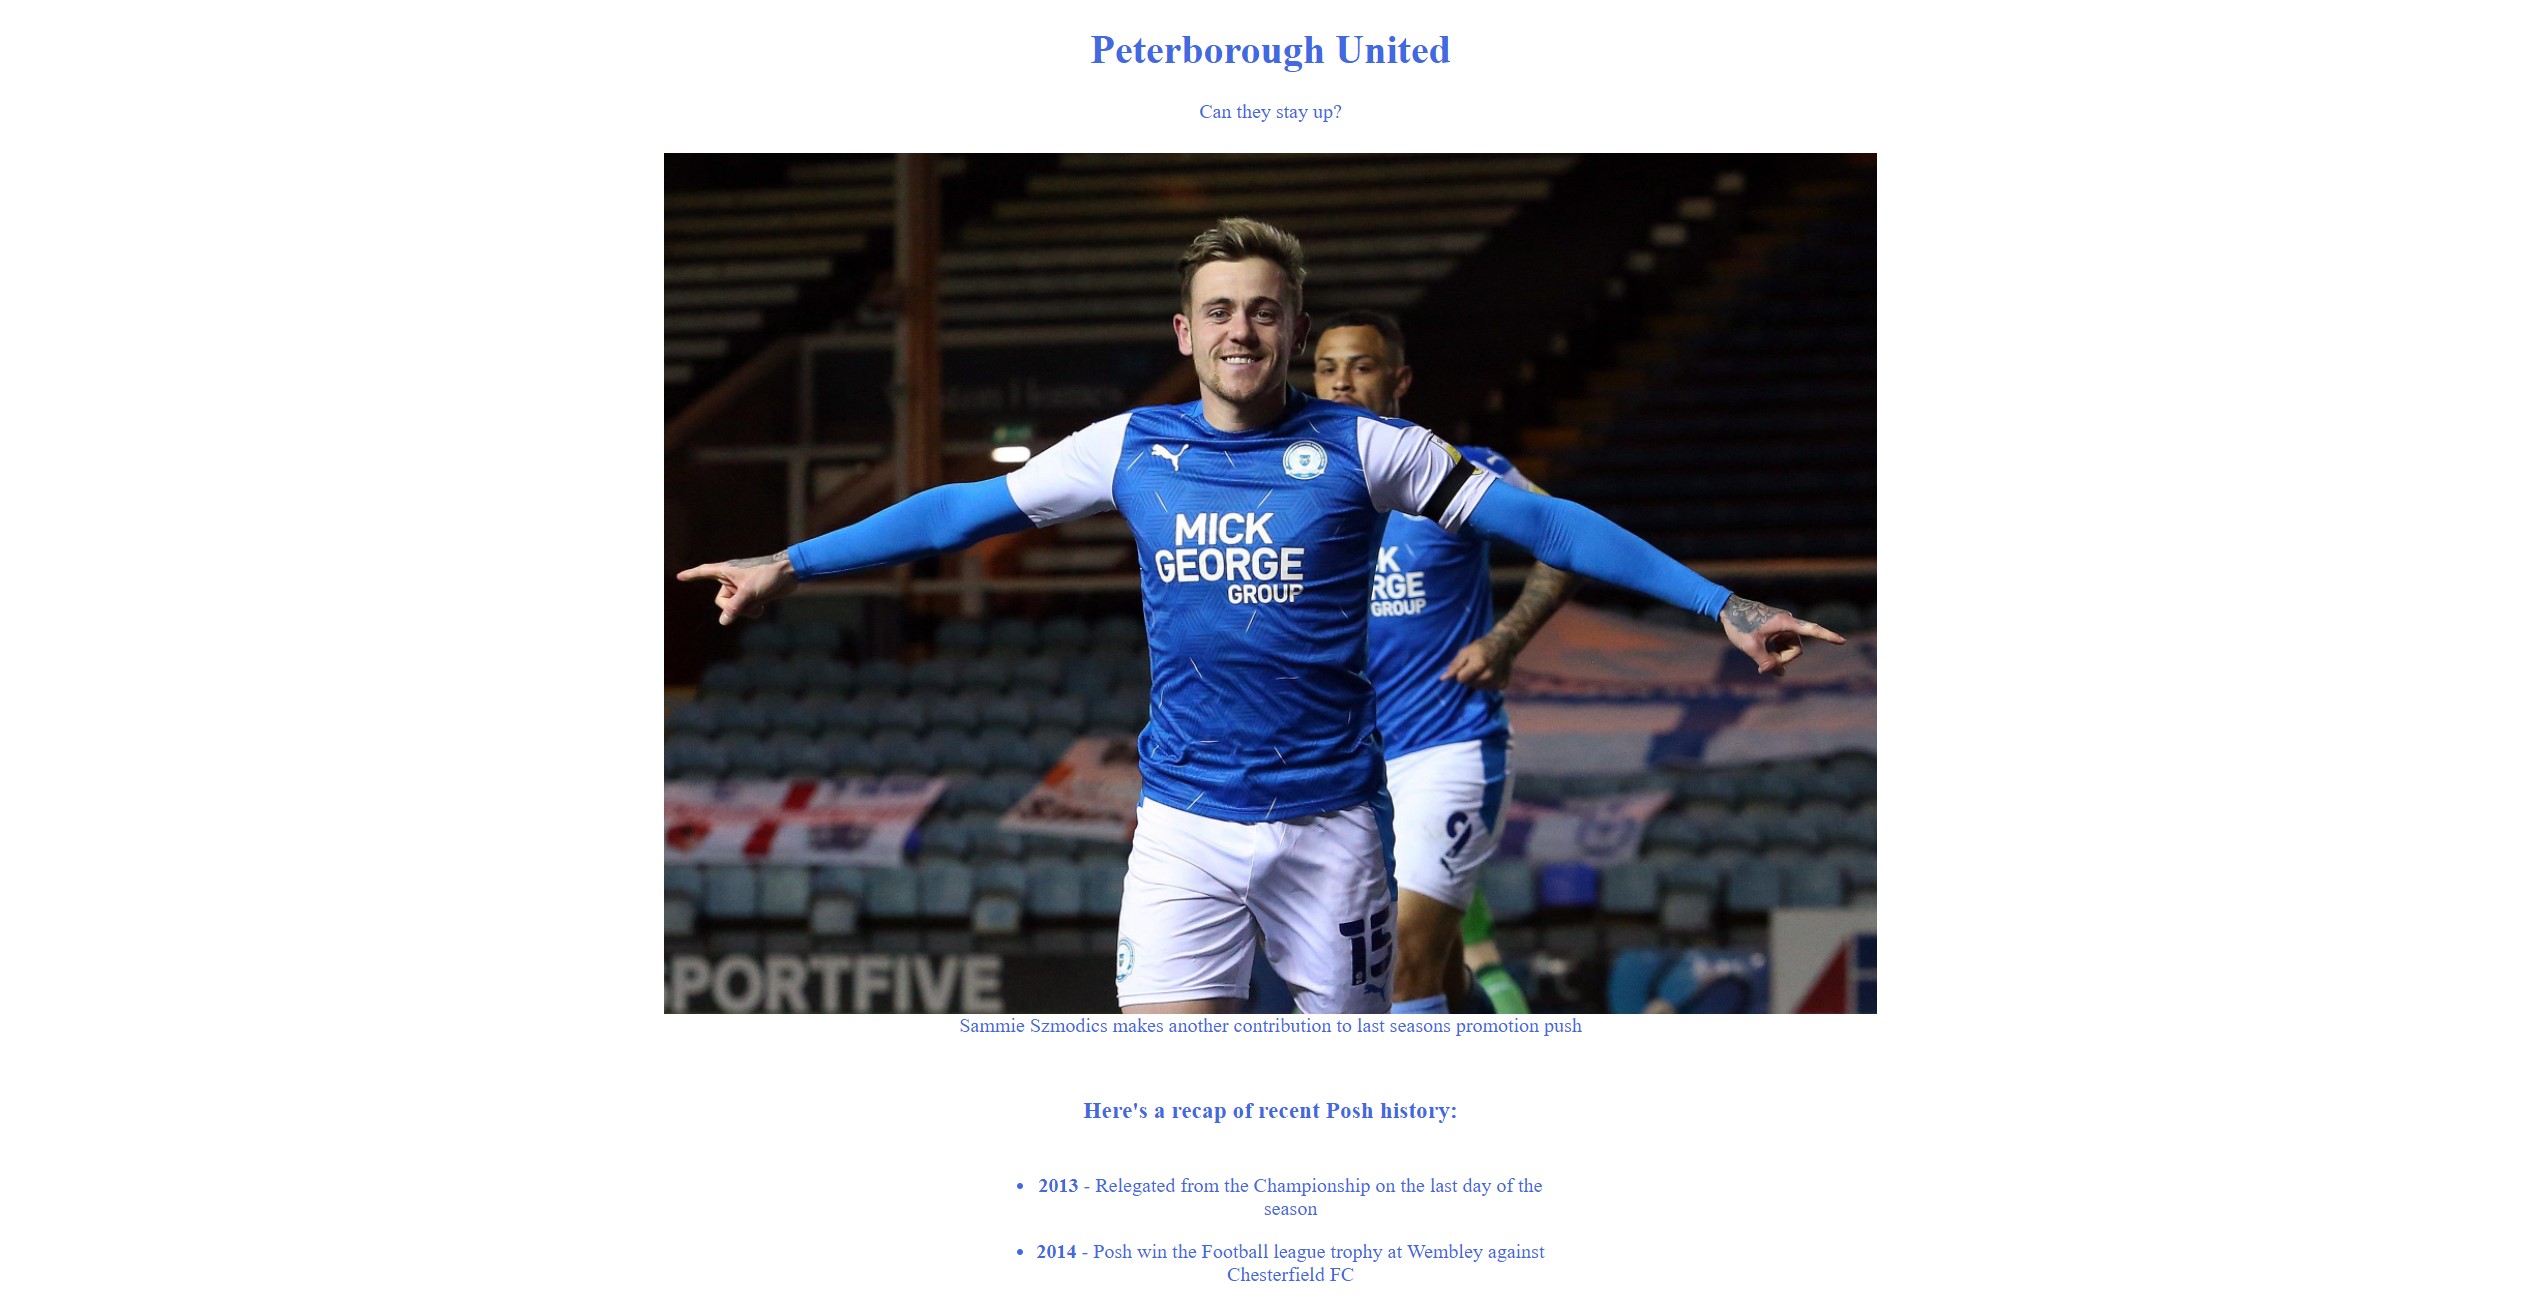 Peterborough United
Can they stay up?
MICK
GEORGE
GROUP
K
RGE
GROUP
9
15
SPORTFIVE
Sammie Szmodics makes another contribution to last seasons promotion push
Here's a recap of recent Posh history:
• 2013 - Relegated from the Championship on the last day of the
season
• 2014 - Posh win the Football league trophy at Wembley against
Chesterfield FC